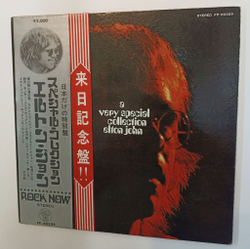 ¥2,000
日本だけの特別盤
スペシャル・コレクション
エルトン・ジョン
ROCK NOW
STEREO
来日記念盤!!
STEREO
a
very special
collection
elton john